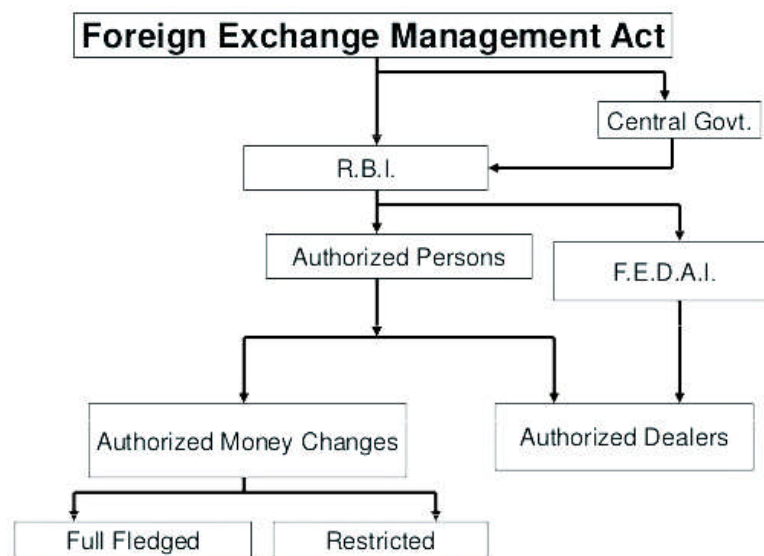 Foreign Exchange Management Act
Central Govt.
R.B.I.
Authorized Persons
F.E.D.A.I.
Authorized Money Changes
Authorized Dealers
Full Fledged
Restricted